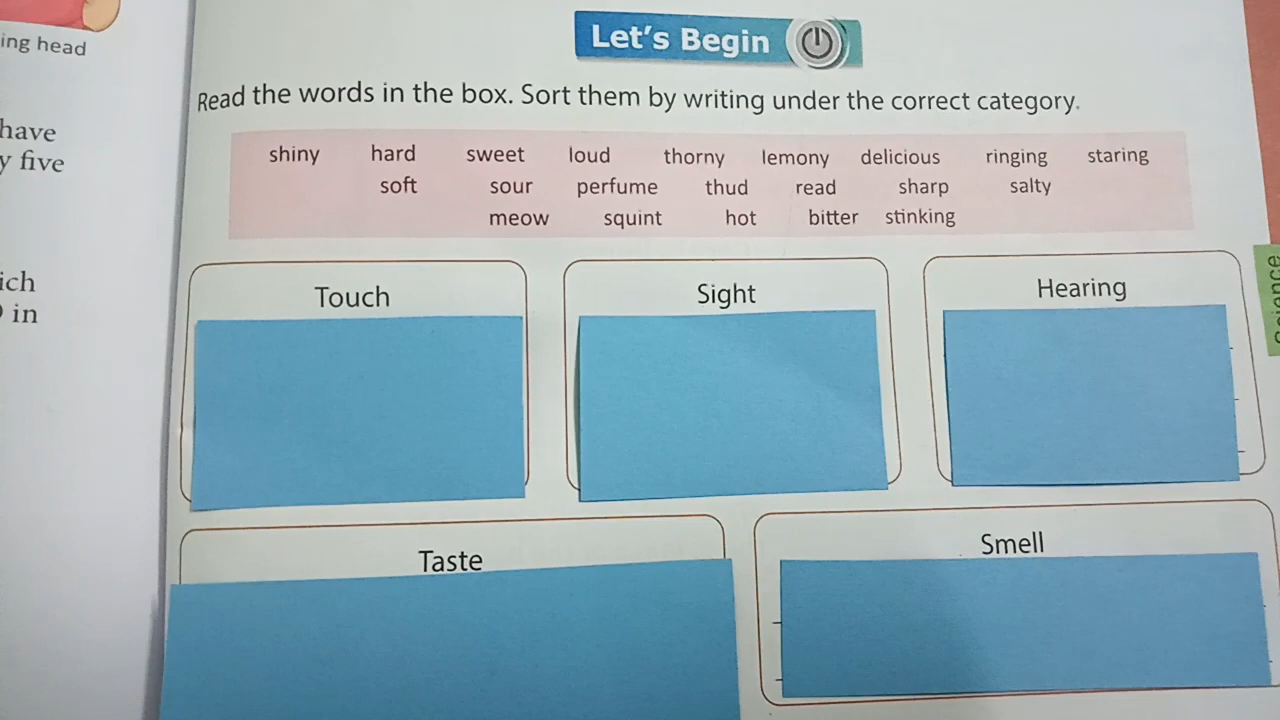 ing head
have
y five
ich
in
Let's Begin
Read the words in the box. Sort them by writing under the correct category.
shiny hard sweet loud thorny lemony delicious ringing staring
soft sour perfume thud read sharp salty
meow squint hot bitter stinking
Touch
Sight
Hearing
Taste
Smell